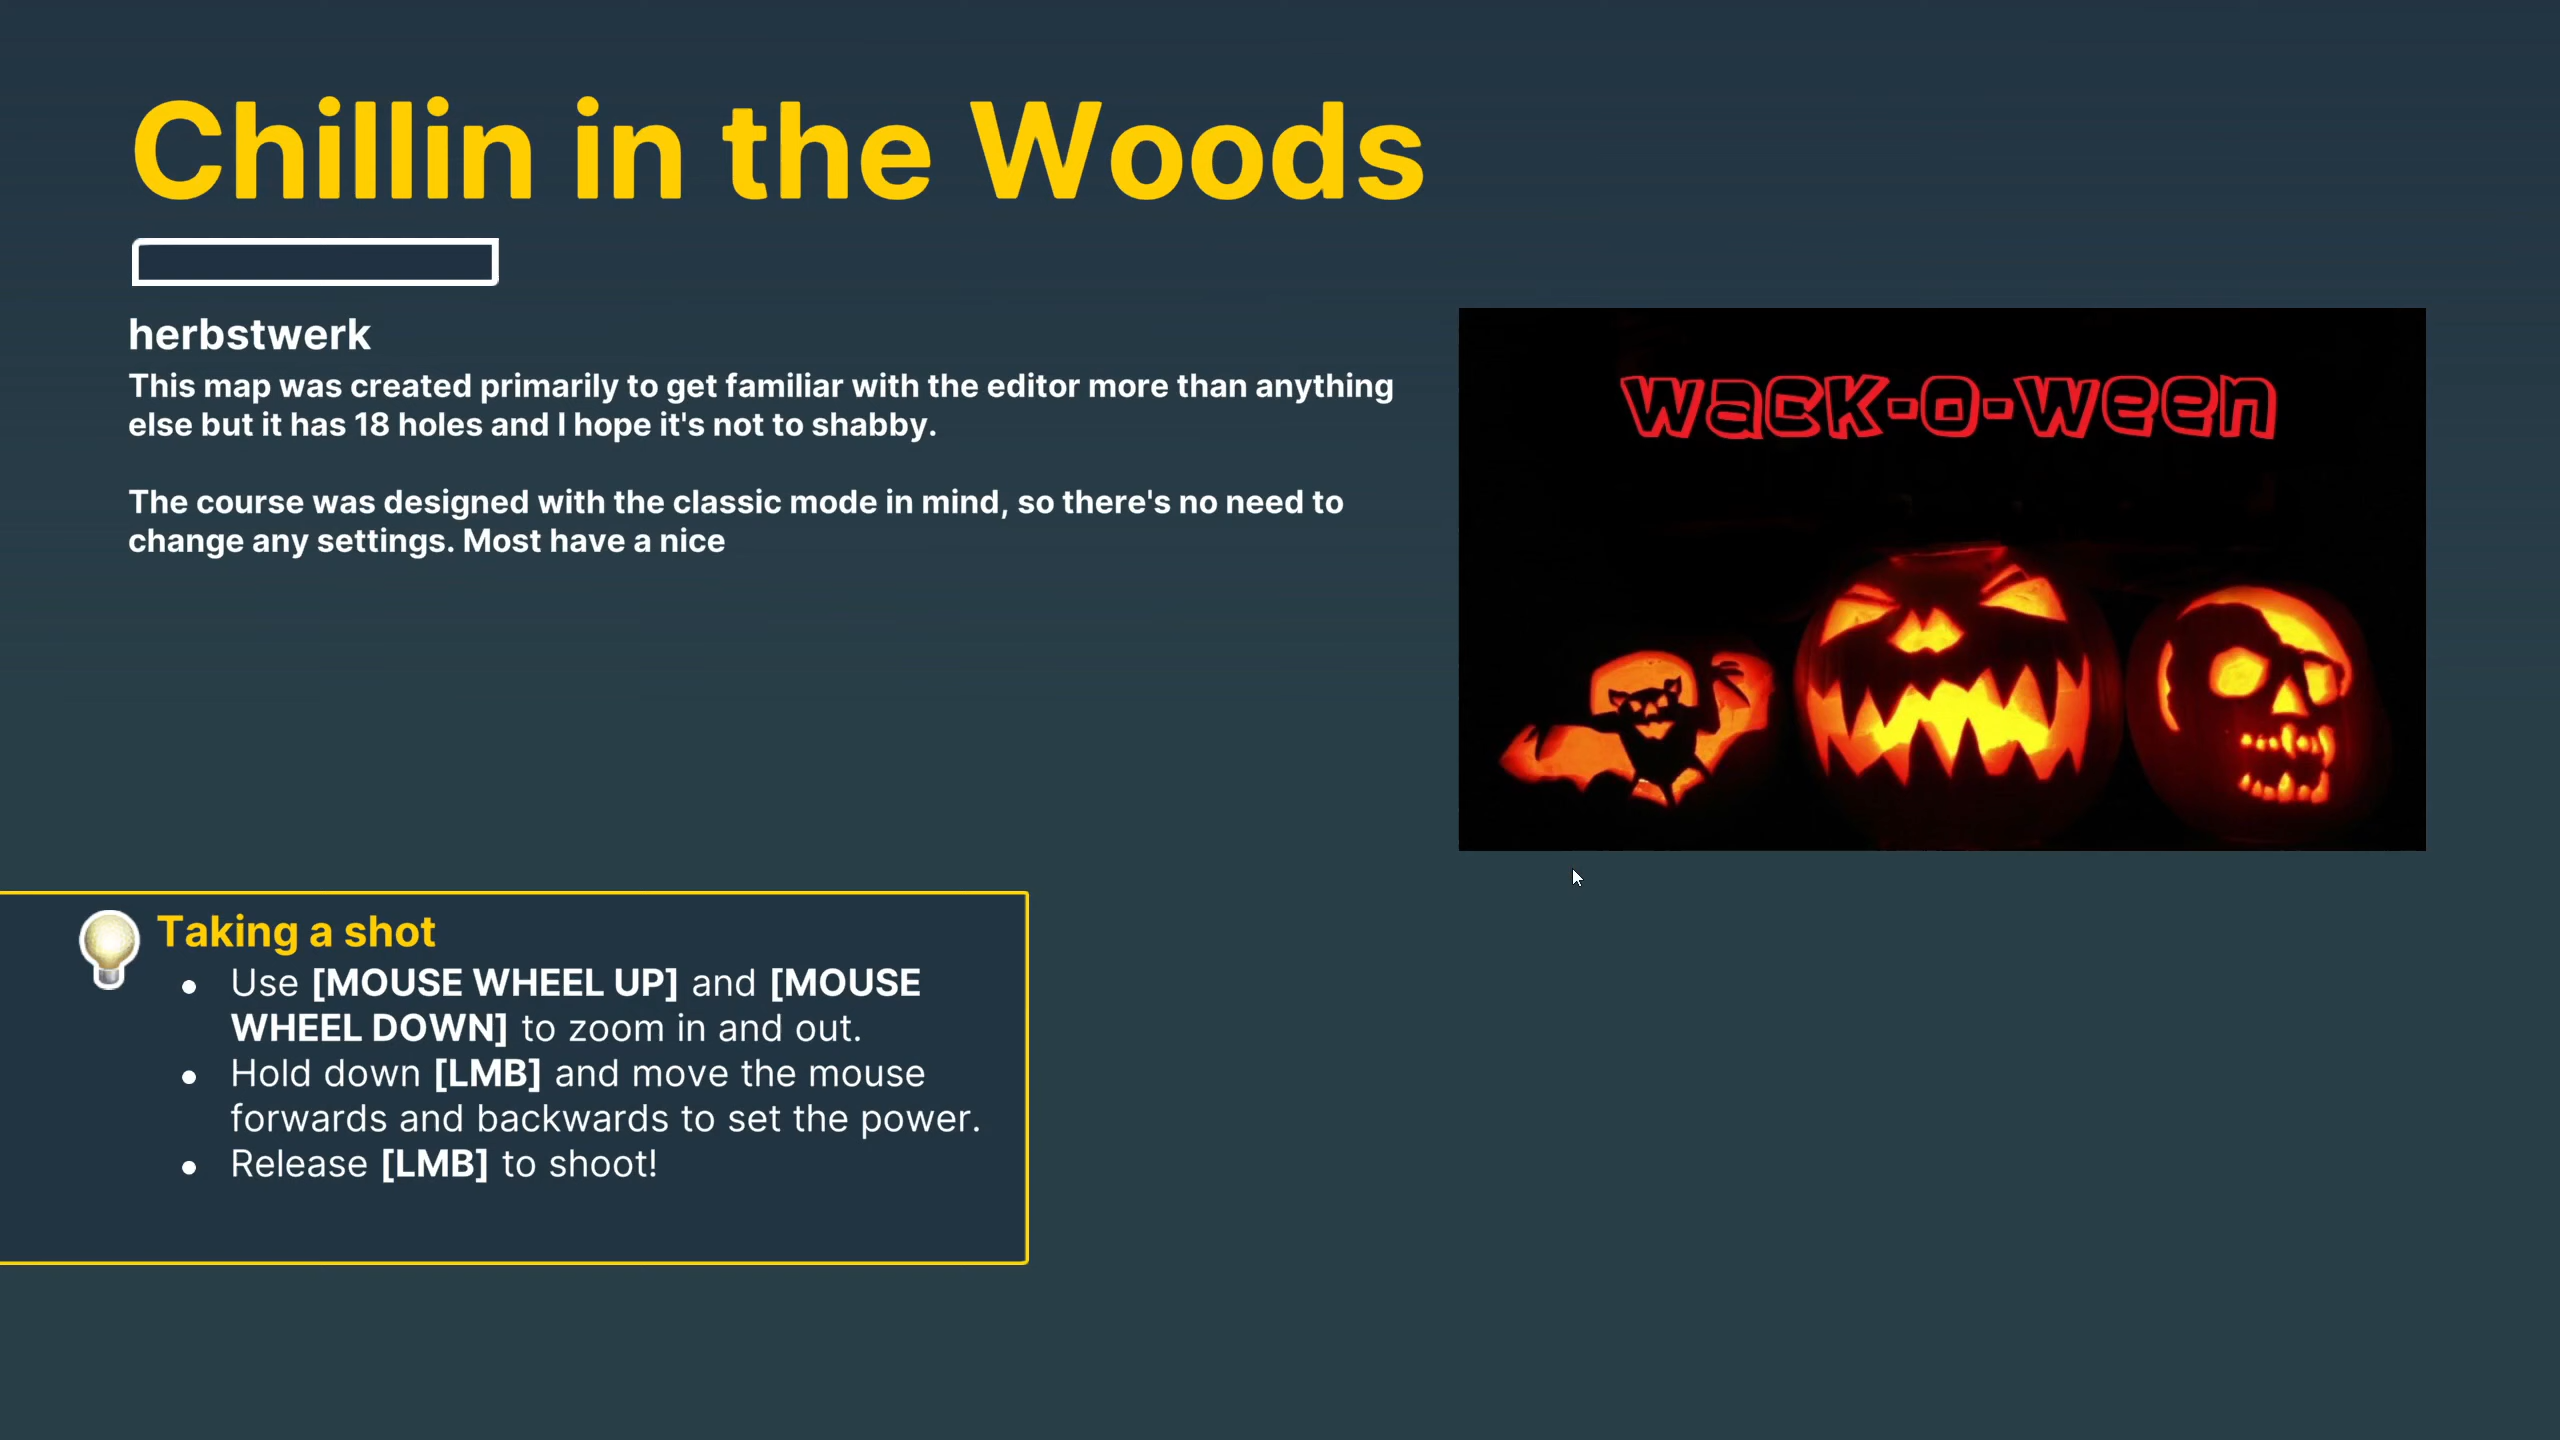 Chillin in the Woods
herbstwerk
This map was created primarily to get familiar with the editor more than anything
else but it has 18 holes and I hope it's not to shabby.
The course was designed with the classic mode in mind, so there's no need to
change any settings. Most have a nice
wack-o-ween
Taking a shot
• Use [MOUSE WHEEL UP] and [MOUSE
WHEEL DOWN] to zoom in and out.
• Hold down [LMB] and move the mouse
forwards and backwards to set the power.
• Release [LMB] to shoot!